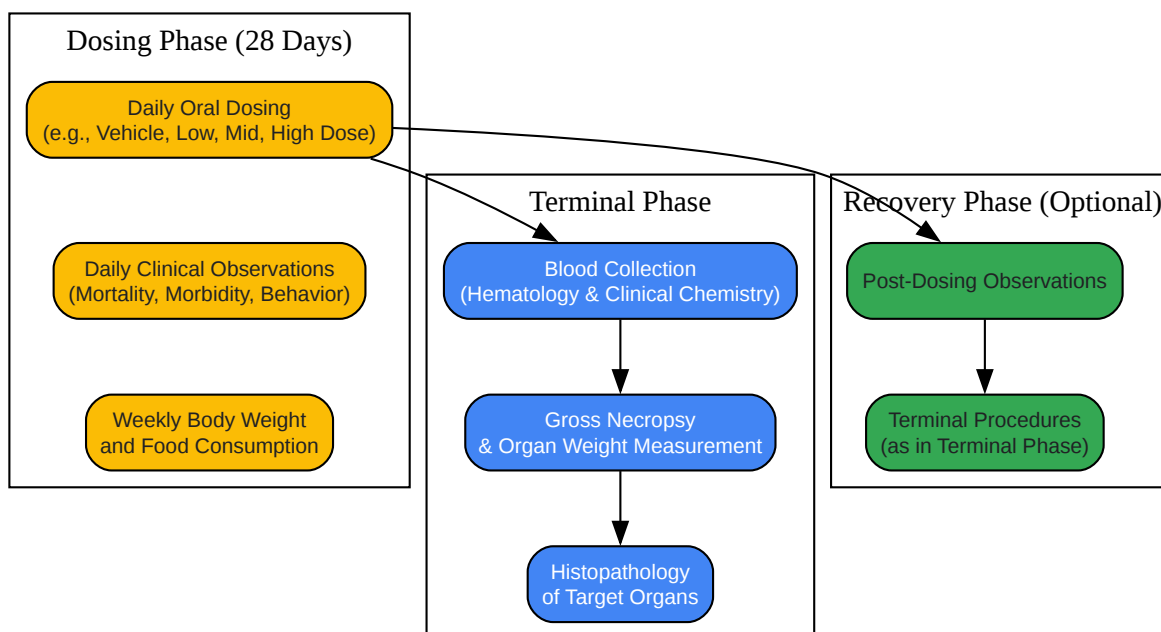 Dosing Phase (28 Days)
Daily Oral Dosing
(e.g., Vehicle, Low, Mid, High Dose)
Daily Clinical Observations
(Mortality, Morbidity, Behavior)
Weekly Body Weight
and Food Consumption
Terminal Phase
Blood Collection
(Hematology & Clinical Chemistry)
Gross Necropsy
& Organ Weight Measurement
Histopathology
of Target Organs
Recovery Phase (Optional)
Post-Dosing Observations
Terminal Procedures
(as in Terminal Phase)